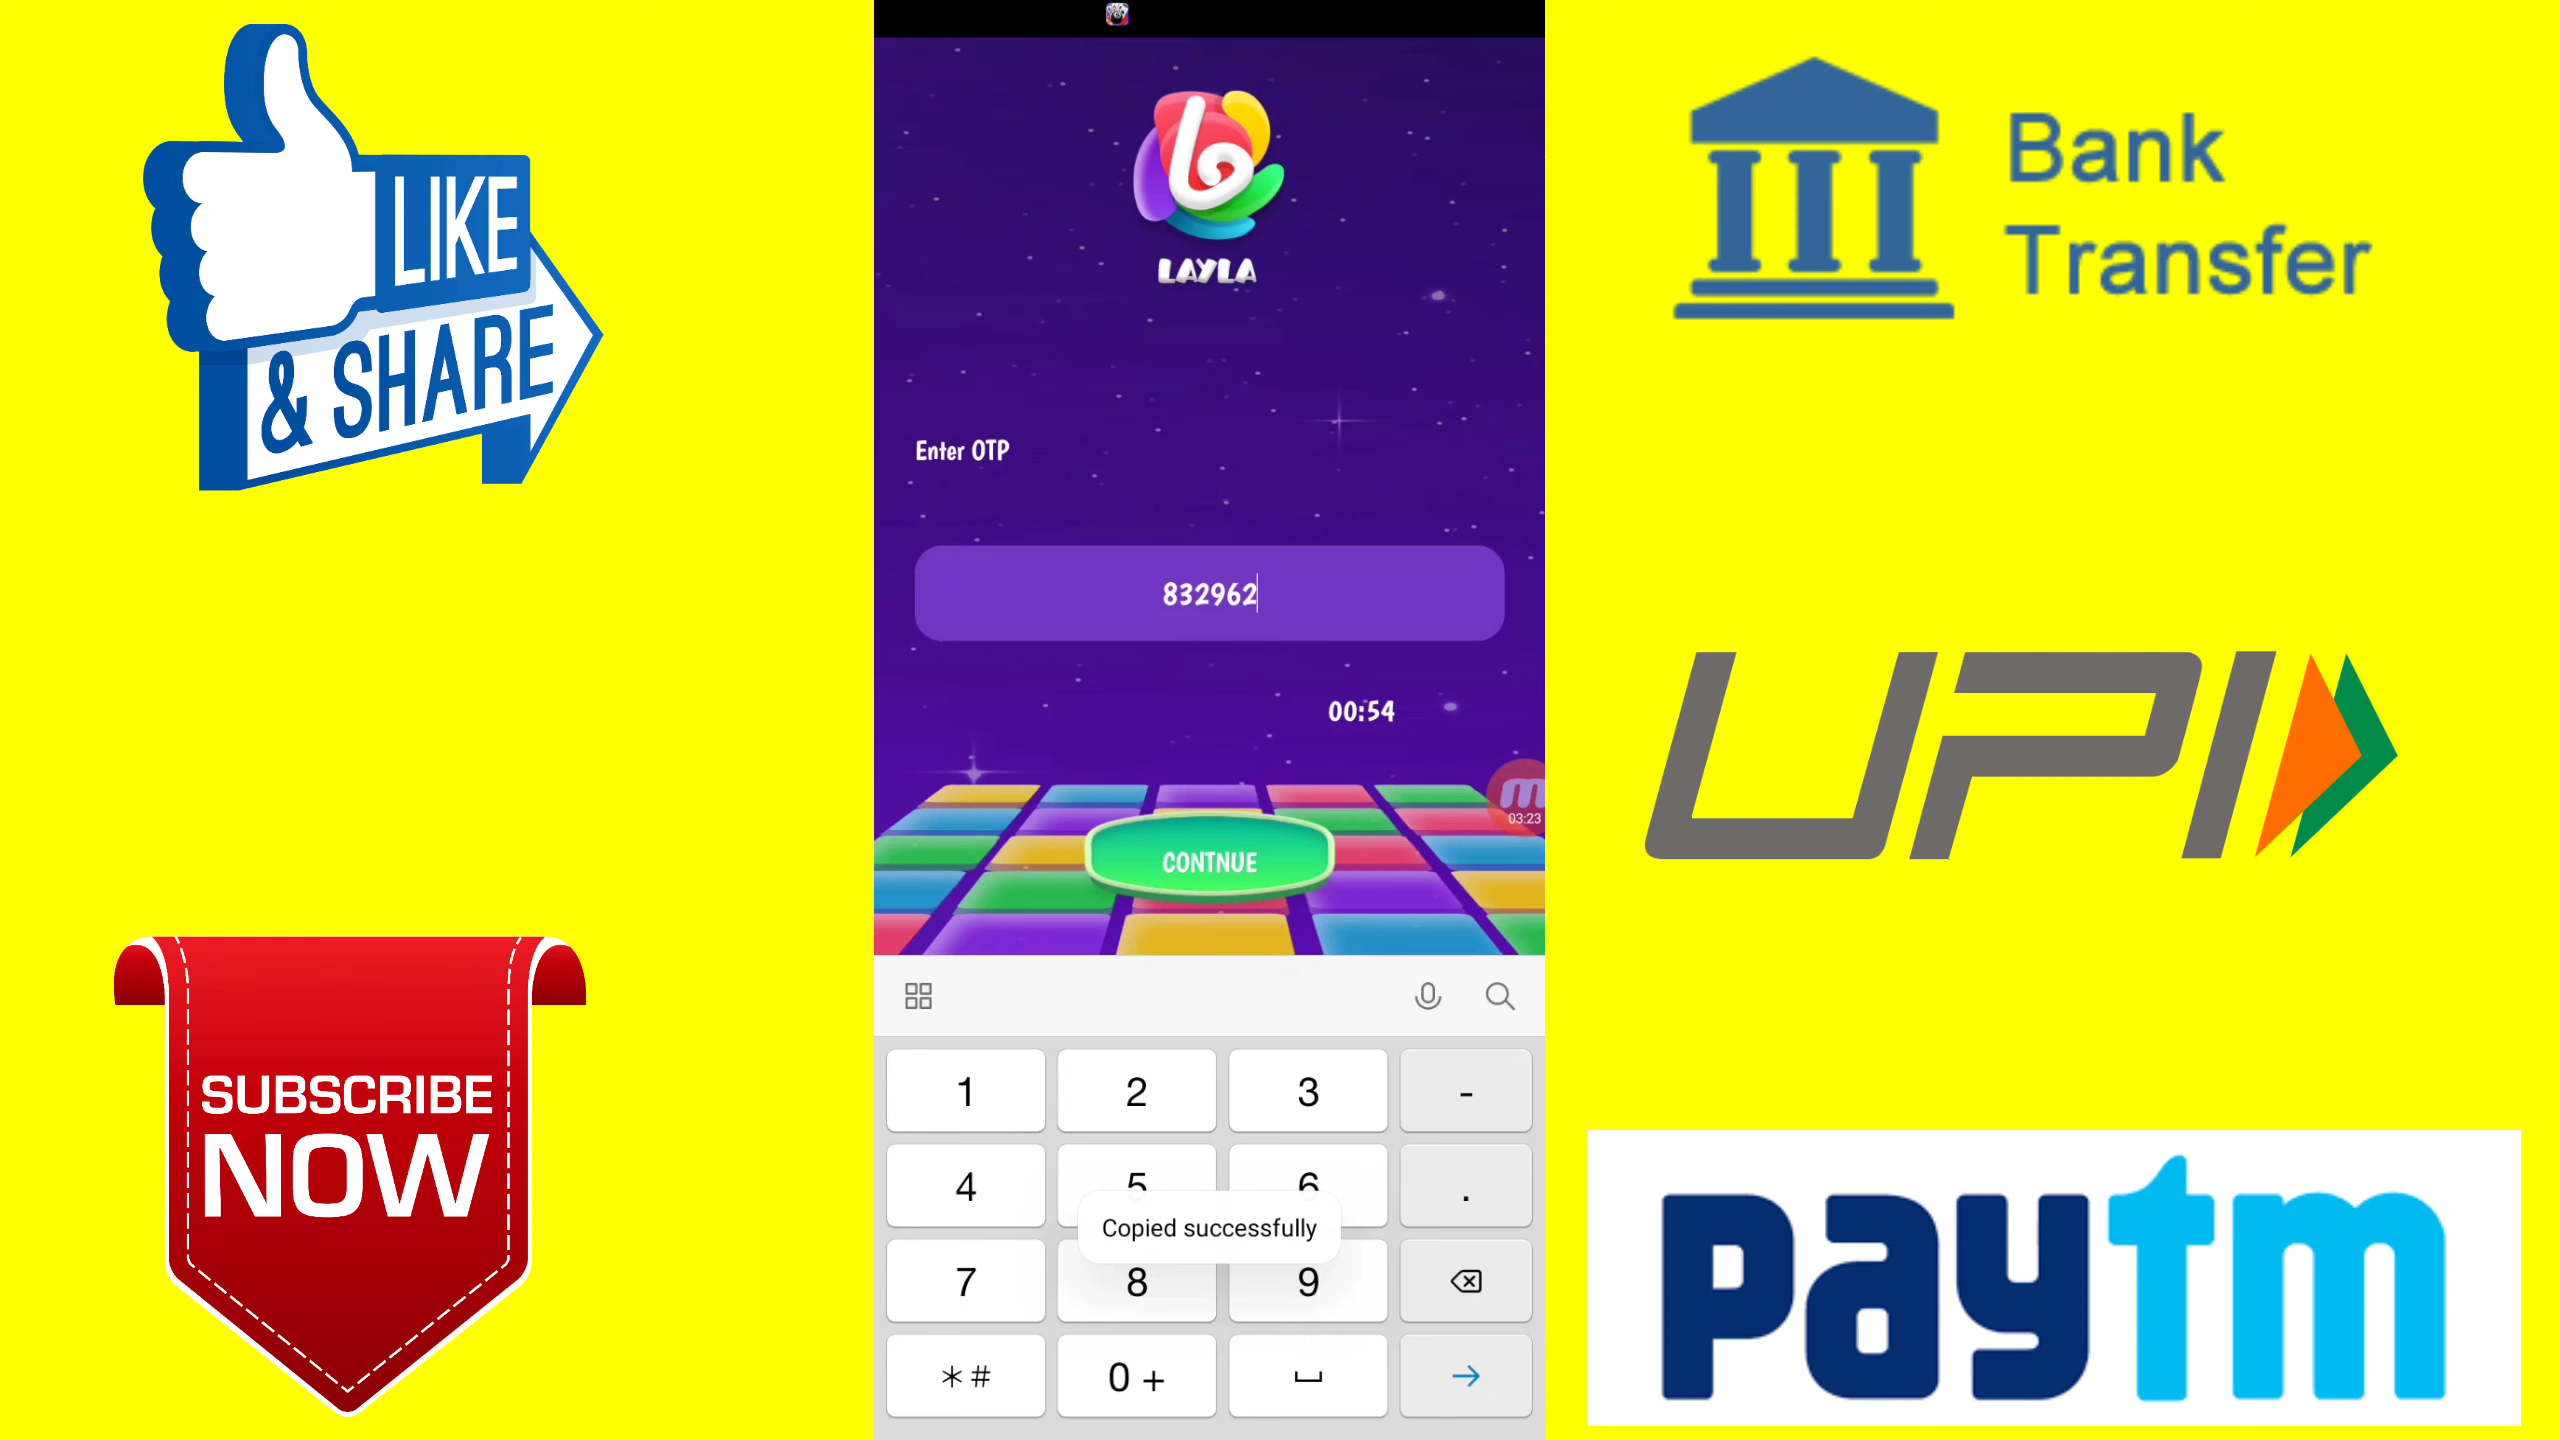 LIKE
& SHARE
SUBSCRIBE
NOW
LAYLA
Enter OTP
832962
00:54
03:23
CONTNUE
1 2 3 -
4 5 6 .
Copied successfully
7 8 9
*# 0 +
Bank
Transfer
UPI
paytm